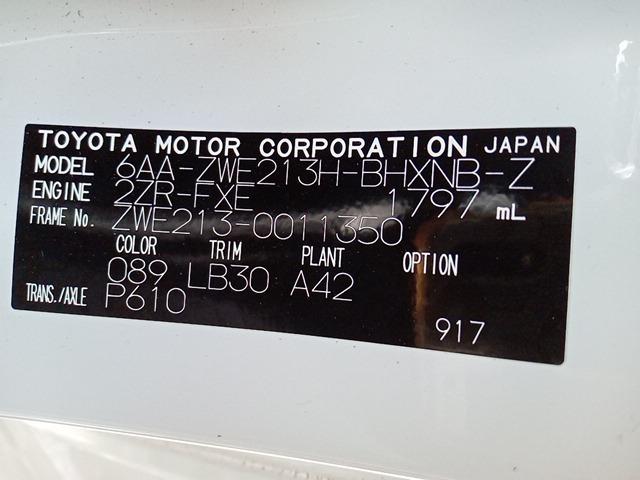 TOYOTA MOTOR CORPORATION JAPAN
MODEL 6AA-ZWE213H-BHXNB-Z
ENGINE 2ZR-FXE 1797 mL
FRAME No. ZWE213-0011350
COLOR TRIM PLANT OPTION
089 LB30 A42
TRANS./AXLE P610
917